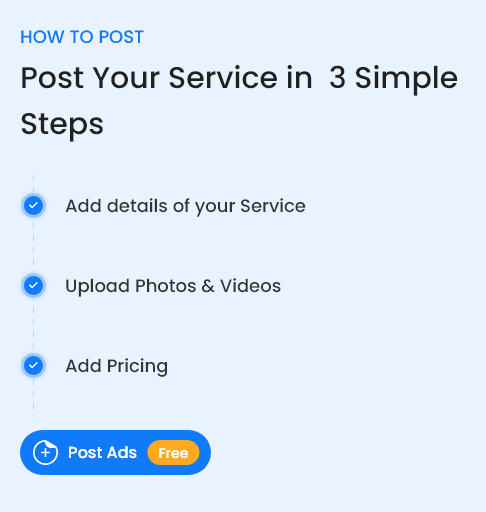 HOW TO POST
Post Your Service in  3 Simple
Steps
Add details of your Service
Upload Photos & Videos
Add Pricing
Post Ads Free